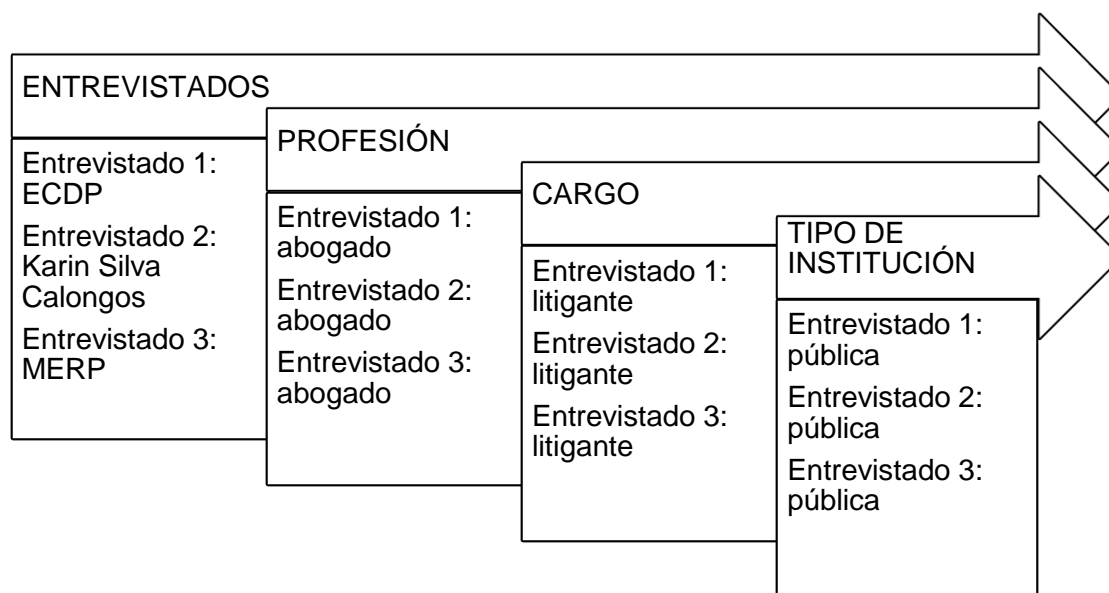 ENTREVISTADOS
Entrevistado 1:
ECDP
Entrevistado 2:
Karin Silva
Calongos
Entrevistado 3:
MERP
PROFESIÓN
Entrevistado 1:
abogado
Entrevistado 2:
abogado
Entrevistado 3:
abogado
CARGO
Entrevistado 1:
litigante
Entrevistado 2:
litigante
Entrevistado 3:
litigante
TIPO DE
INSTITUCIÓN
Entrevistado 1:
pública
Entrevistado 2:
pública
Entrevistado 3:
pública